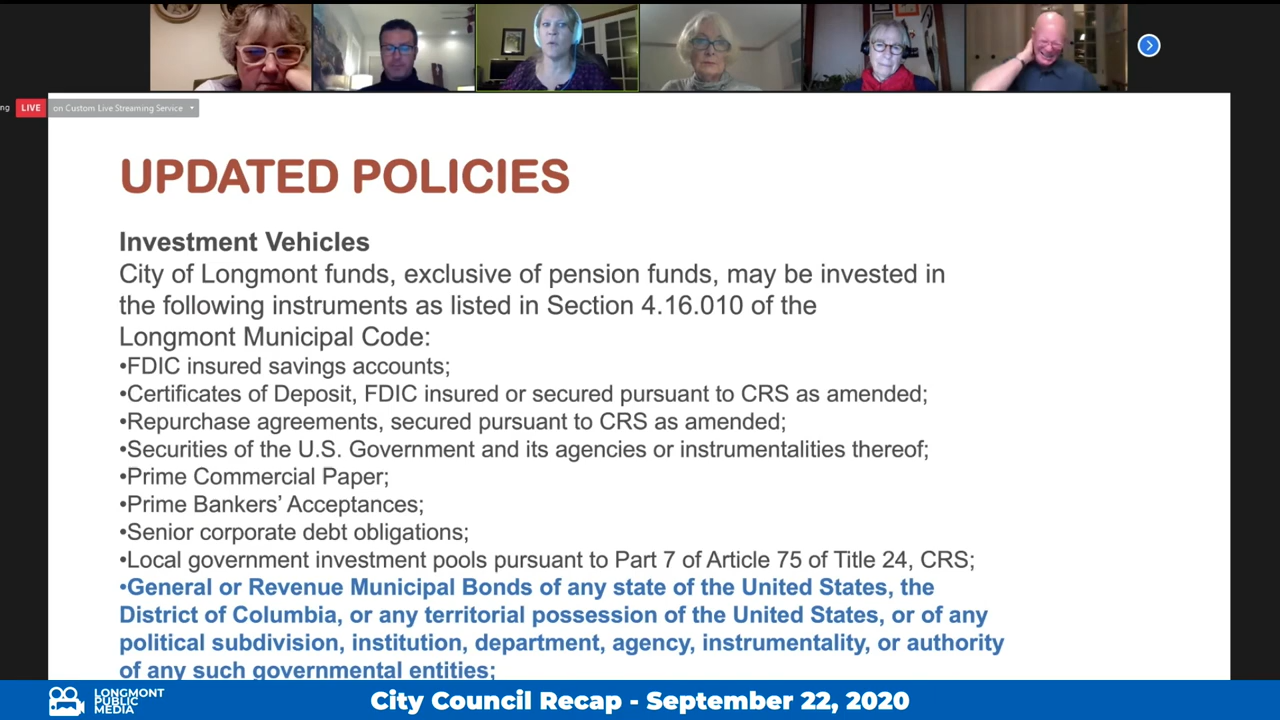 ng LIVE on Custom Live Streaming Service
UPDATED POLICIES
Investment Vehicles
City of Longmont funds, exclusive of pension funds, may be invested in
the following instruments as listed in Section 4.16.010 of the
Longmont Municipal Code:
•FDIC insured savings accounts;
•Certificates of Deposit, FDIC insured or secured pursuant to CRS as amended;
•Repurchase agreements, secured pursuant to CRS as amended;
•Securities of the U.S. Government and its agencies or instrumentalities thereof;
•Prime Commercial Paper;
•Prime Bankers’ Acceptances;
•Senior corporate debt obligations;
•Local government investment pools pursuant to Part 7 of Article 75 of Title 24, CRS;
•General or Revenue Municipal Bonds of any state of the United States, the
District of Columbia, or any territorial possession of the United States, or of any
political subdivision, institution, department, agency, instrumentality, or authority
of any such governmental entities;
LONGMONT
PUBLIC
MEDIA
City Council Recap - September 22, 2020